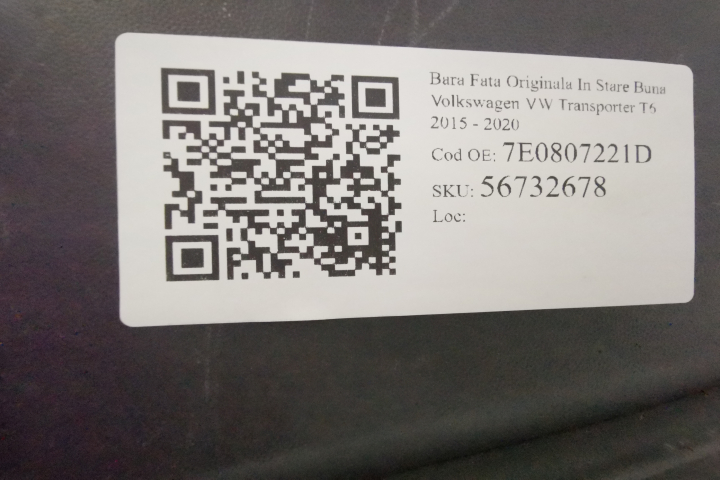 Bara Fata Originala In Stare Buna
Volkswagen VW Transporter T6
2015 - 2020
Cod OE: 7E0807221D
SKU: 56732678
Loc: